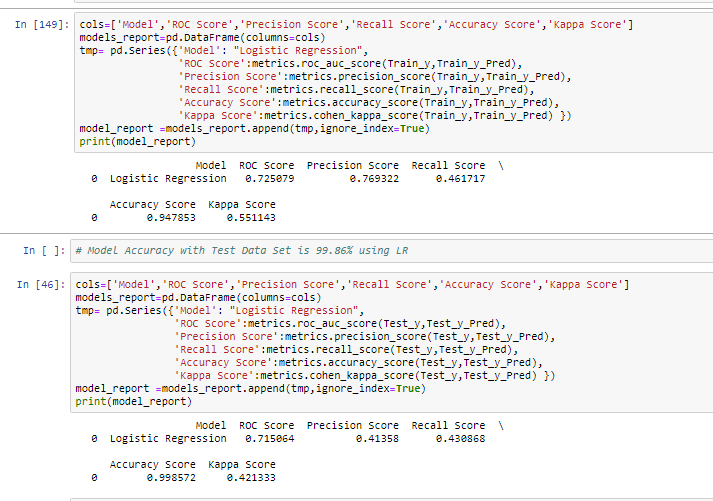 In [149]: cols=['Model','ROC Score','Precision Score','Recall Score','Accuracy Score','Kappa Score']
models_report=pd.DataFrame(columns=cols)
tmp= pd.Series({'Model': "Logistic Regression",
'ROC Score':metrics.roc_auc_score(Train_y,Train_y_Pred),
'Precision Score':metrics.precision_score(Train_y,Train_y_Pred),
'Recall Score':metrics.recall_score(Train_y,Train_y_Pred),
'Accuracy Score':metrics.accuracy_score(Train_y,Train_y_Pred),
'Kappa Score':metrics.cohen_kappa_score(Train_y,Train_y_Pred) })
model_report =models_report.append(tmp,ignore_index=True)
print(model_report)
Model ROC Score Precision Score Recall Score \
0 Logistic Regression 0.725079 0.769322 0.461717
Accuracy Score Kappa Score
0 0.947853 0.551143
In [ ]: # Model Accuracy with Test Data Set is 99.86% using LR
In [46]: cols=['Model','ROC Score','Precision Score','Recall Score','Accuracy Score','Kappa Score']
models_report=pd.DataFrame(columns=cols)
tmp= pd.Series({'Model': "Logistic Regression",
'ROC Score':metrics.roc_auc_score(Test_y,Test_y_Pred),
'Precision Score':metrics.precision_score(Test_y,Test_y_Pred),
'Recall Score':metrics.recall_score(Test_y,Test_y_Pred),
'Accuracy Score':metrics.accuracy_score(Test_y,Test_y_Pred),
'Kappa Score':metrics.cohen_kappa_score(Test_y,Test_y_Pred) })
model_report =models_report.append(tmp,ignore_index=True)
print(model_report)
Model ROC Score Precision Score Recall Score \
0 Logistic Regression 0.715064 0.41358 0.430868
Accuracy Score Kappa Score
0 0.998572 0.421333